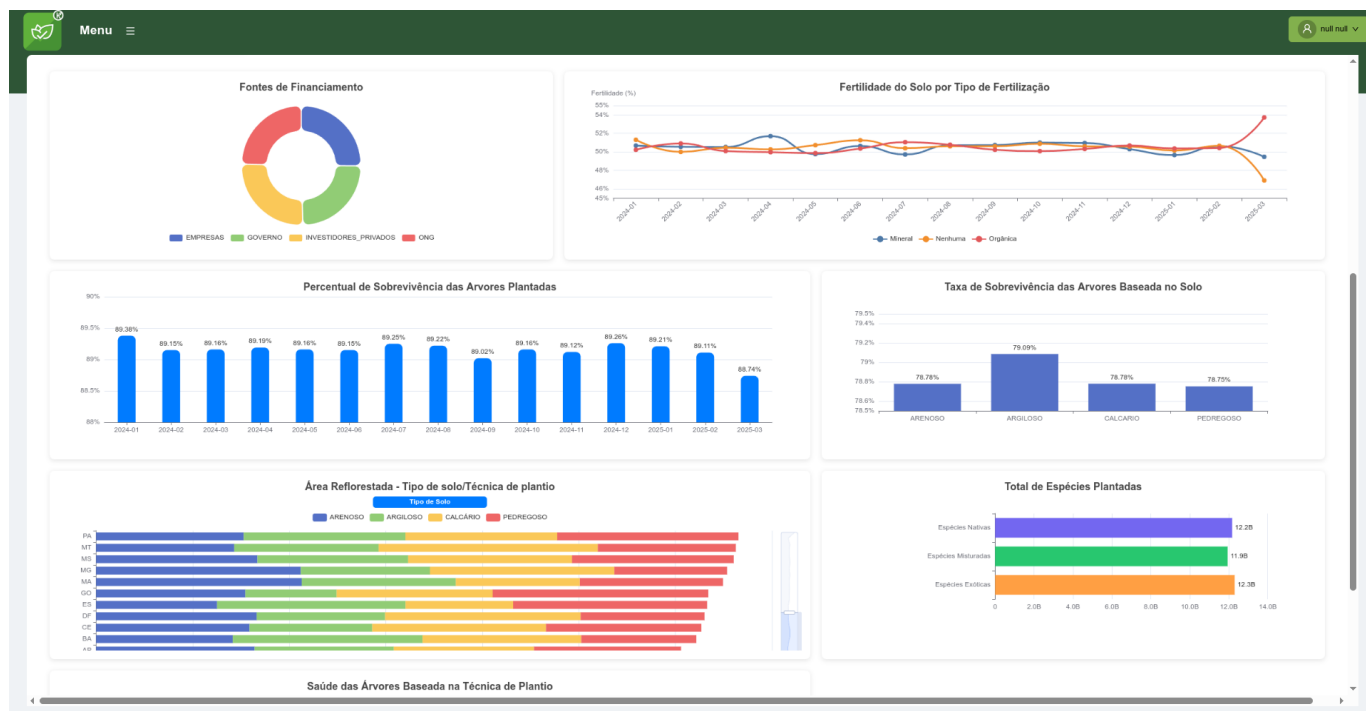 Menu ☰
null null
Fontes de Financiamento
EMPRESAS GOVERNO INVESTIDORES_PRIVADOS ONG
Fertilidade do Solo por Tipo de Fertilização
Fertilidade (%)
55%
54%
52%
50%
48%
46%
45%
2024-01 2024-02 2024-03 2024-04 2024-05 2024-06 2024-07 2024-08 2024-09 2024-10 2024-11 2024-12 2025-01 2025-02 2025-03
Mineral Nenhuma Orgânica
Percentual de Sobrevivência das Arvores Plantadas
90%
89.5%
89%
88.5%
88%
89.38% 89.15% 89.16% 89.19% 89.16% 89.15% 89.25% 89.22% 89.02% 89.16% 89.12% 89.26% 89.21% 89.11% 88.74%
2024-01 2024-02 2024-03 2024-04 2024-05 2024-06 2024-07 2024-08 2024-09 2024-10 2024-11 2024-12 2025-01 2025-02 2025-03
Taxa de Sobrevivência das Arvores Baseada no Solo
79.5%
79.4%
79.2%
79%
78.8%
78.6%
78.5%
78.78% 79.09% 78.78% 78.75%
ARENOSO ARGILOSO CALCARIO PEDREGOSO
Área Reflorestada - Tipo de solo/Técnica de plantio
Tipo de Solo
ARENOSO ARGILOSO CALCÁRIO PEDREGOSO
PA
MT
MS
MG
MA
GO
ES
DF
CE
BA
Total de Espécies Plantadas
Espécies Nativas 12.2B
Espécies Misturadas 11.9B
Espécies Exóticas 12.3B
0 2.0B 4.0B 6.0B 8.0B 10.0B 12.0B 14.0B
Saúde das Árvores Baseada na Técnica de Plantio